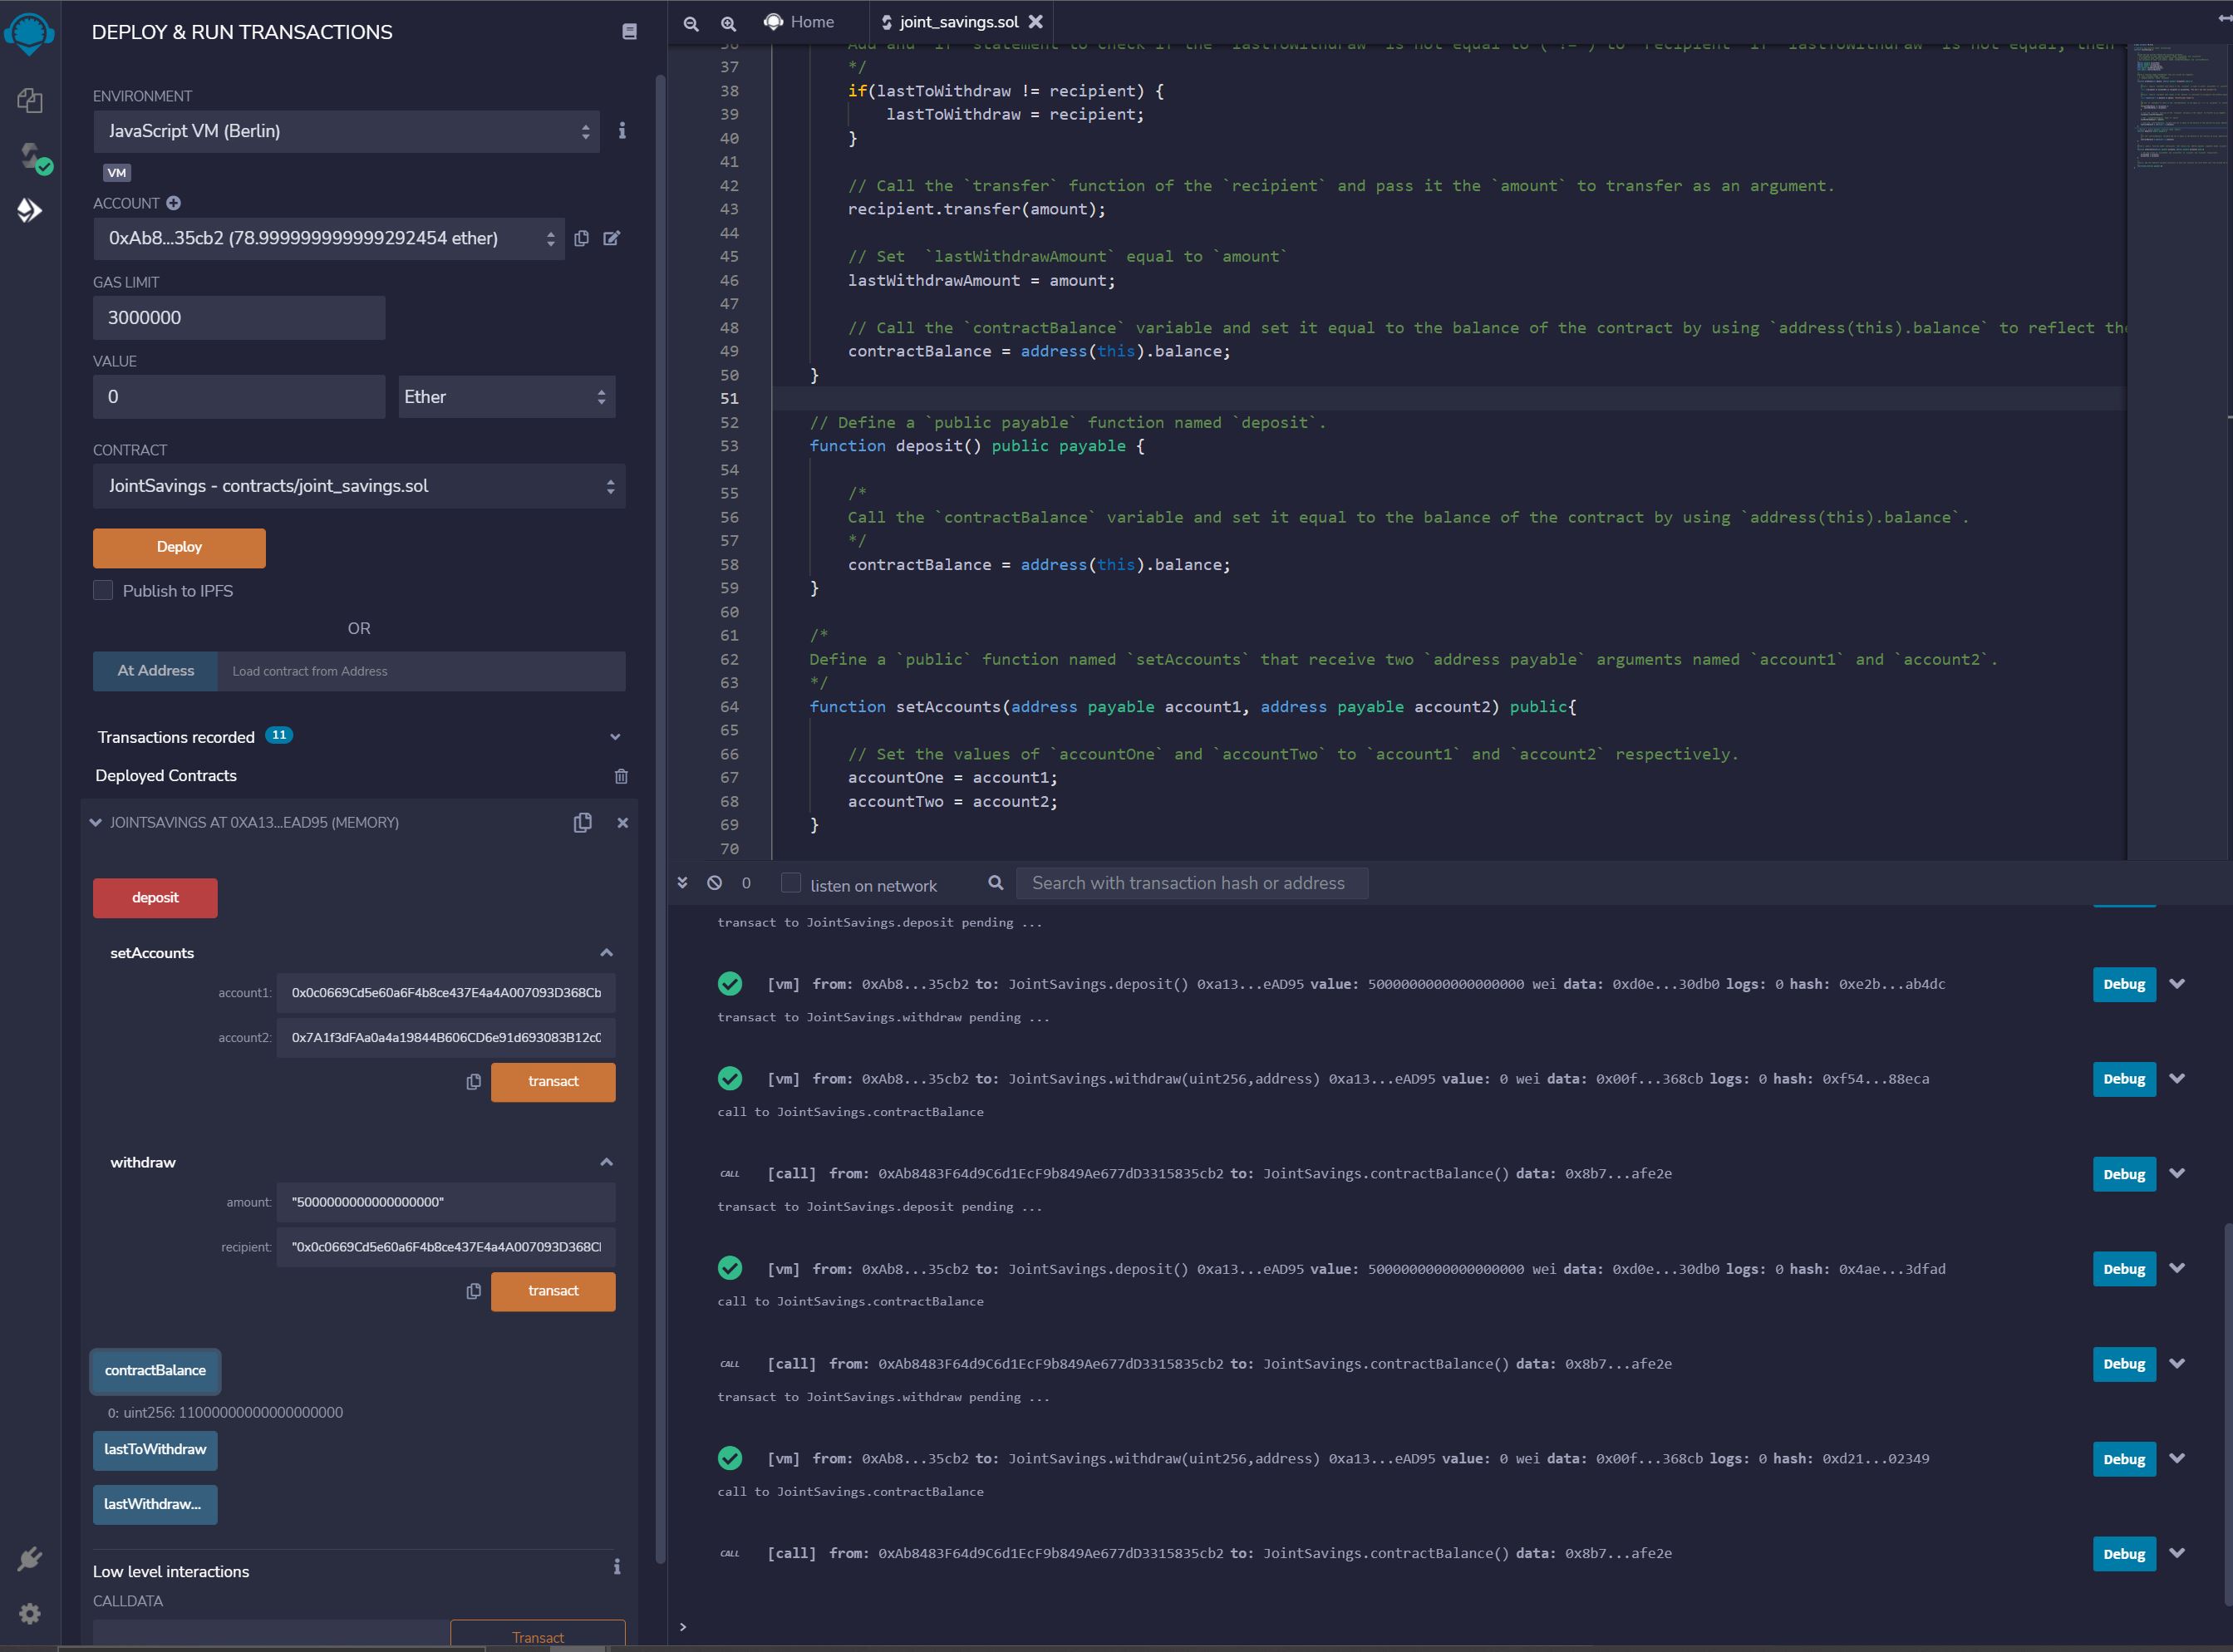 DEPLOY & RUN TRANSACTIONS
ENVIRONMENT
JavaScript VM (Berlin)
VM
ACCOUNT
0xAb8...35cb2 (78.999999999999292454 ether)
GAS LIMIT
3000000
VALUE
0
Ether
CONTRACT
JointSavings - contracts/joint_savings.sol
Deploy
Publish to IPFS
OR
At Address
Load contract from Address
Transactions recorded 11
Deployed Contracts
JOINTSAVINGS AT 0XA13...EAD95 (MEMORY)
deposit
setAccounts
account1: 0x0c0669Cd5e60a6F4b8ce437E4a4A007093D368Cb
account2: 0x7A1f3dFAa0a4a19844B606CD6e91d693083B12c0
transact
withdraw
amount: "5000000000000000000"
recipient: "0x0c0669Cd5e60a6F4b8ce437E4a4A007093D368C
transact
contractBalance
0: uint256: 11000000000000000000
lastToWithdraw
lastWithdraw...
Low level interactions
CALLDATA
Transact
Home
joint_savings.sol
36 Add and `if` statement to check if the `lastToWithdraw` is not equal to (`!=`) to `recipient` If `lastToWithdraw` is not equal, then
37 */
38 if(lastToWithdraw != recipient) {
39 lastToWithdraw = recipient;
40 }
41
42 // Call the `transfer` function of the `recipient` and pass it the `amount` to transfer as an argument.
43 recipient.transfer(amount);
44
45 // Set  `lastWithdrawAmount` equal to `amount`
46 lastWithdrawAmount = amount;
47
48 // Call the `contractBalance` variable and set it equal to the balance of the contract by using `address(this).balance` to reflect the
49 contractBalance = address(this).balance;
50 }
51
52 // Define a `public payable` function named `deposit`.
53 function deposit() public payable {
54
55 /*
56 Call the `contractBalance` variable and set it equal to the balance of the contract by using `address(this).balance`.
57 */
58 contractBalance = address(this).balance;
59 }
60
61 /*
62 Define a `public` function named `setAccounts` that receive two `address payable` arguments named `account1` and `account2`.
63 */
64 function setAccounts(address payable account1, address payable account2) public{
65
66 // Set the values of `accountOne` and `accountTwo` to `account1` and `account2` respectively.
67 accountOne = account1;
68 accountTwo = account2;
69 }
70
0
listen on network
Search with transaction hash or address
transact to JointSavings.deposit pending ...
[vm] from: 0xAb8...35cb2 to: JointSavings.deposit() 0xa13...eAD95 value: 5000000000000000000 wei data: 0xd0e...30db0 logs: 0 hash: 0xe2b...ab4dc Debug
transact to JointSavings.withdraw pending ...
[vm] from: 0xAb8...35cb2 to: JointSavings.withdraw(uint256,address) 0xa13...eAD95 value: 0 wei data: 0x00f...368cb logs: 0 hash: 0xf54...88eca Debug
call to JointSavings.contractBalance
CALL [call] from: 0xAb8483F64d9C6d1EcF9b849Ae677dD3315835cb2 to: JointSavings.contractBalance() data: 0x8b7...afe2e Debug
transact to JointSavings.deposit pending ...
[vm] from: 0xAb8...35cb2 to: JointSavings.deposit() 0xa13...eAD95 value: 5000000000000000000 wei data: 0xd0e...30db0 logs: 0 hash: 0x4ae...3dfad Debug
call to JointSavings.contractBalance
CALL [call] from: 0xAb8483F64d9C6d1EcF9b849Ae677dD3315835cb2 to: JointSavings.contractBalance() data: 0x8b7...afe2e Debug
transact to JointSavings.withdraw pending ...
[vm] from: 0xAb8...35cb2 to: JointSavings.withdraw(uint256,address) 0xa13...eAD95 value: 0 wei data: 0x00f...368cb logs: 0 hash: 0xd21...02349 Debug
call to JointSavings.contractBalance
CALL [call] from: 0xAb8483F64d9C6d1EcF9b849Ae677dD3315835cb2 to: JointSavings.contractBalance() data: 0x8b7...afe2e Debug
>